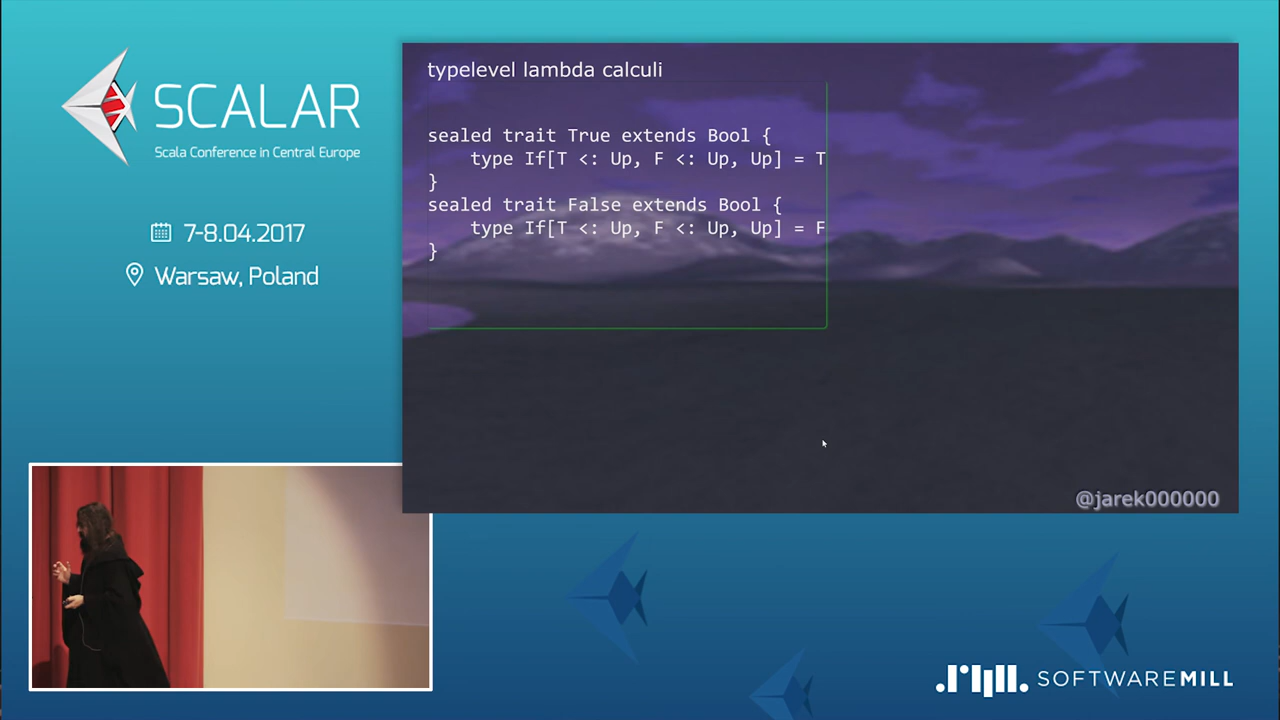 SCALAR
Scala Conference in Central Europe
7-8.04.2017
Warsaw, Poland
typelevel lambda calculi
sealed trait True extends Bool {
    type If[T <: Up, F <: Up, Up] = T
}
sealed trait False extends Bool {
    type If[T <: Up, F <: Up, Up] = F
}
@jarek000000
SOFTWAREMILL